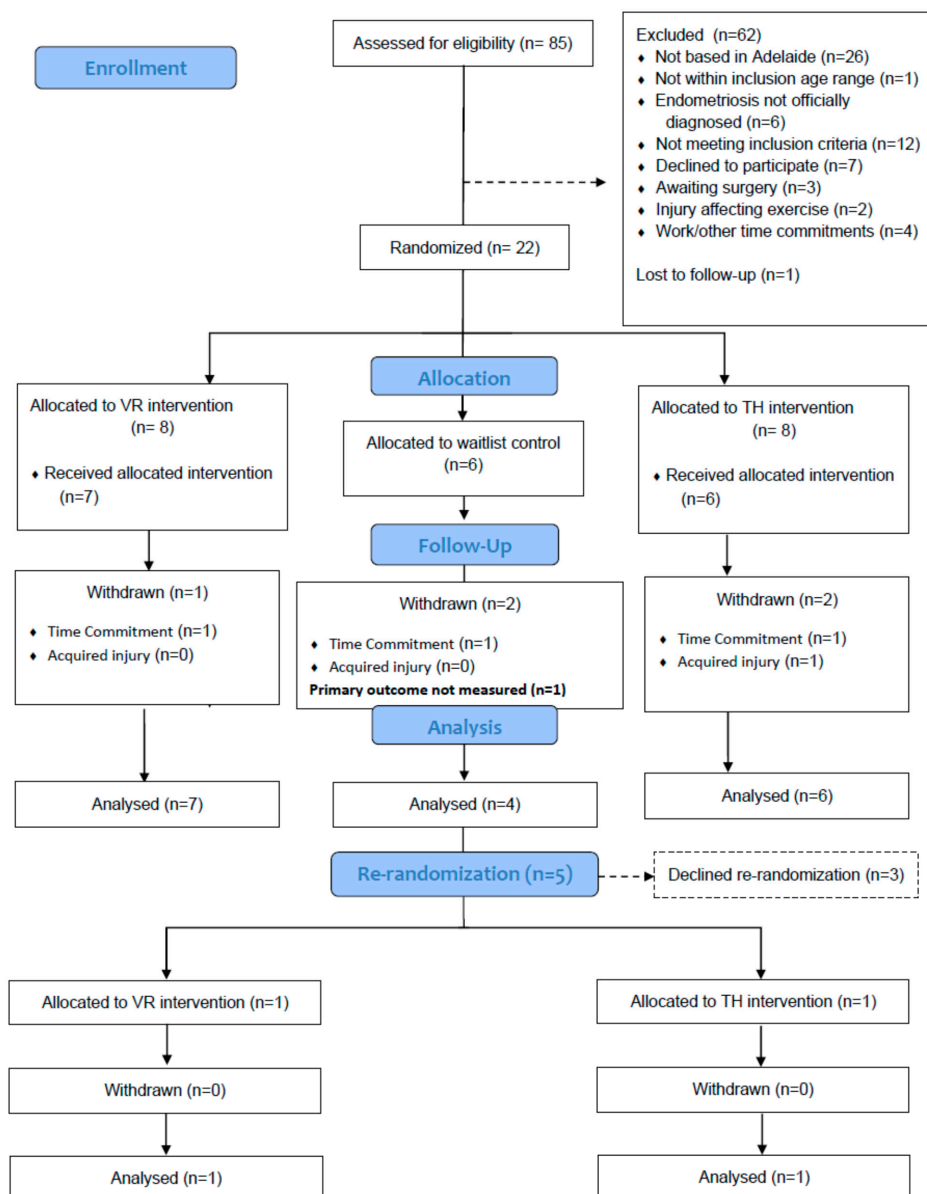 Enrollment
Assessed for eligibility (n= 85)
Excluded (n=62)
♦ Not based in Adelaide (n=26)
♦ Not within inclusion age range (n=1)
♦ Endometriosis not officially
diagnosed (n=6)
♦ Not meeting inclusion criteria (n=12)
♦ Declined to participate (n=7)
♦ Awaiting surgery (n=3)
♦ Injury affecting exercise (n=2)
♦ Work/other time commitments (n=4)
Lost to follow-up (n=1)
Randomized (n= 22)
Allocation
Allocated to VR intervention
(n= 8)
♦ Received allocated intervention
(n=7)
Allocated to waitlist control
(n=6)
Allocated to TH intervention
(n= 8)
♦ Received allocated intervention
(n=6)
Follow-Up
Withdrawn (n=1)
♦ Time Commitment (n=1)
♦ Acquired injury (n=0)
Withdrawn (n=2)
♦ Time Commitment (n=1)
♦ Acquired injury (n=0)
Primary outcome not measured (n=1)
Withdrawn (n=2)
♦ Time Commitment (n=1)
♦ Acquired injury (n=1)
Analysis
Analysed (n=7)
Analysed (n=4)
Analysed (n=6)
Re-randomization (n=5)
Declined re-randomization (n=3)
Allocated to VR intervention (n=1)
Allocated to TH intervention (n=1)
Withdrawn (n=0)
Withdrawn (n=0)
Analysed (n=1)
Analysed (n=1)